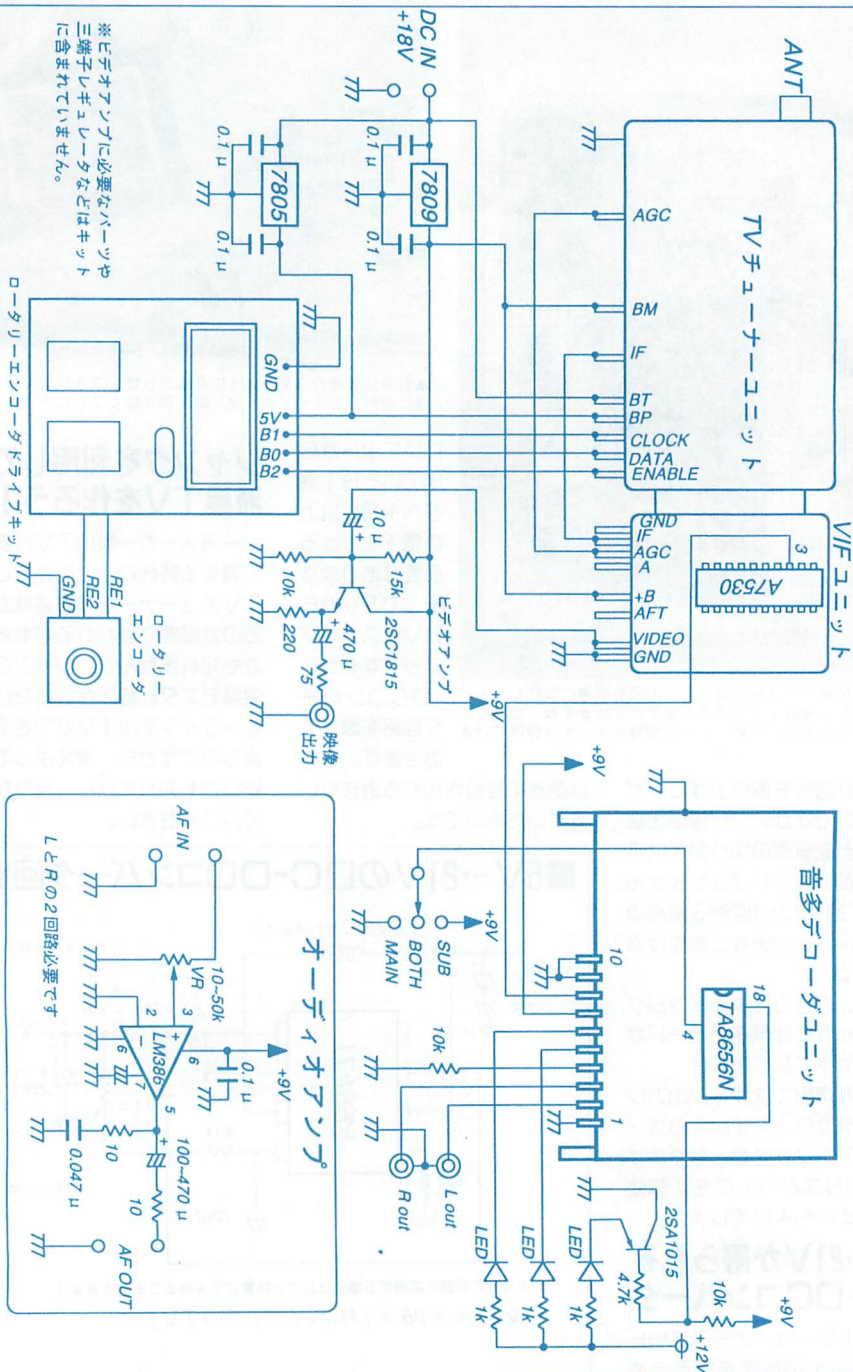 ANT
TVチューナーユニット
AGC
BM
IF
BT
BP
CLOCK
DATA
ENABLE
VIFユニット
3
A7530
GND
IF
AGC
A
+B
AFT
VIDEO
GND
DC IN
+18V
0.1μ
7809
0.1μ
0.1μ
7805
0.1μ
※ビデオアンプに必要なパーツや
三端子レギュレータなどはキット
に含まれていません。
GND
5V
B1
B0
B2
ロータリーエンコーダドライブキット
RE1
RE2
GND
ロータリー
エンコーダ
ビデオアンプ
15k
10μ
+
10k
2SC1815
220
470μ
+
75
映像
出力
+9V
+9V
音多デコーダユニット
18
TA8656N
4
10
1
+9V
SUB
BOTH
MAIN
10k
L out
R out
LED
1k
LED
1k
LED
1k
2SA1015
4.7k
10k
+9V
+12V
オーディオアンプ
AF IN
10~50k
VR
3
2
+
−
LM386
6
7
6
5
+9V
0.1μ
100~470μ
+
10
10
0.047μ
AF OUT
LとRの2回路必要です